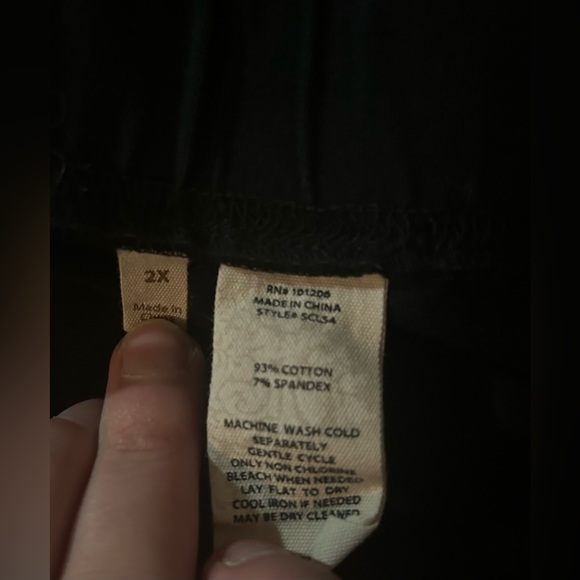 2X
Made in
China
RN# 101206
MADE IN CHINA
STYLE# SCL54
93% COTTON
7% SPANDEX
MACHINE WASH COLD
SEPARATELY
GENTLE CYCLE
ONLY NON CHLORINE
BLEACH WHEN NEEDED
LAY FLAT TO DRY
COOL IRON IF NEEDED
MAY BE DRY CLEANED